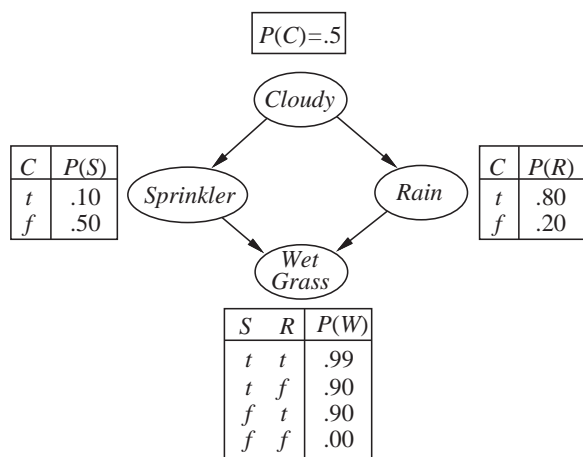 P(C)=.5
Cloudy
C P(S)
t .10
f .50
Sprinkler
Rain
C P(R)
t .80
f .20
Wet
Grass
S R P(W)
t t .99
t f .90
f t .90
f f .00